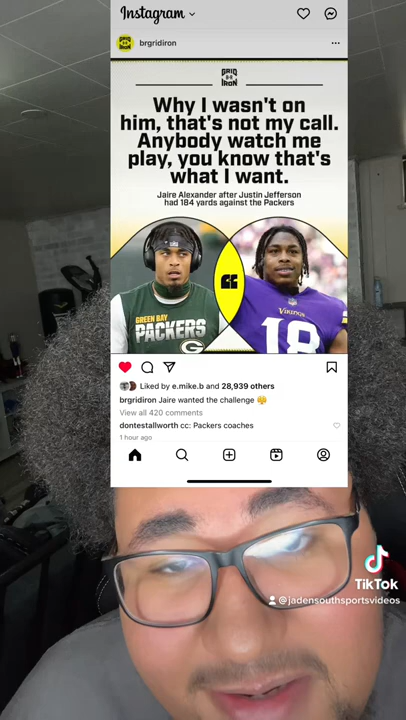 Instagram
brgridiron
GRID
IRON
Why I wasn't on
him, that's not my call.
Anybody watch me
play, you know that's
what I want.
Jaire Alexander after Justin Jefferson
had 184 yards against the Packers
GREEN BAY
PACKERS
G
VIKINGS
18
Liked by e.mike.b and 28,939 others
brgridiron Jaire wanted the challenge
View all 420 comments
dontestallworth cc: Packers coaches
1 hour ago
TikTok
@jadensouthsportsvideos